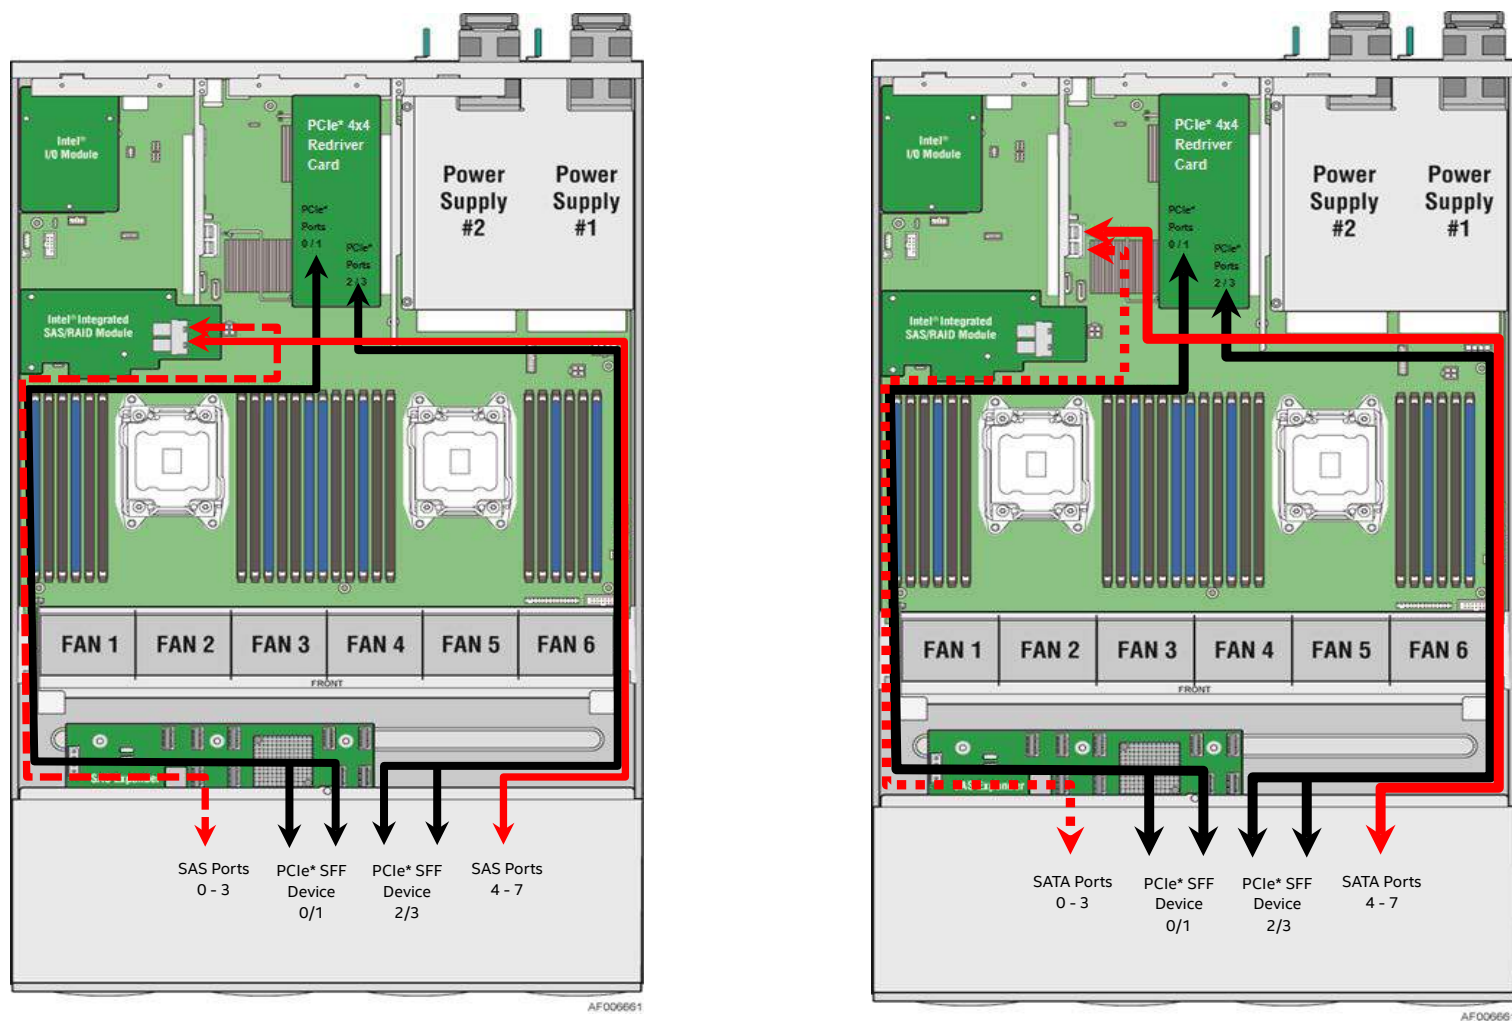 Intel®
I/O Module
PCIe* 4x4
Redriver
Card
PCIe*
Ports
0 / 1
PCIe*
Ports
2 / 3
Power
Supply
#2
Power
Supply
#1
Intel® Integrated
SAS/RAID Module
FAN 1
FAN 2
FAN 3
FAN 4
FAN 5
FAN 6
FRONT
SAS Ports
0 - 3
PCIe* SFF
Device
0/1
PCIe* SFF
Device
2/3
SAS Ports
4 - 7
AF006661
Intel®
I/O Module
PCIe* 4x4
Redriver
Card
PCIe*
Ports
0 / 1
PCIe*
Ports
2 / 3
Power
Supply
#2
Power
Supply
#1
Intel® Integrated
SAS/RAID Module
FAN 1
FAN 2
FAN 3
FAN 4
FAN 5
FAN 6
FRONT
SATA Ports
0 - 3
PCIe* SFF
Device
0/1
PCIe* SFF
Device
2/3
SATA Ports
4 - 7